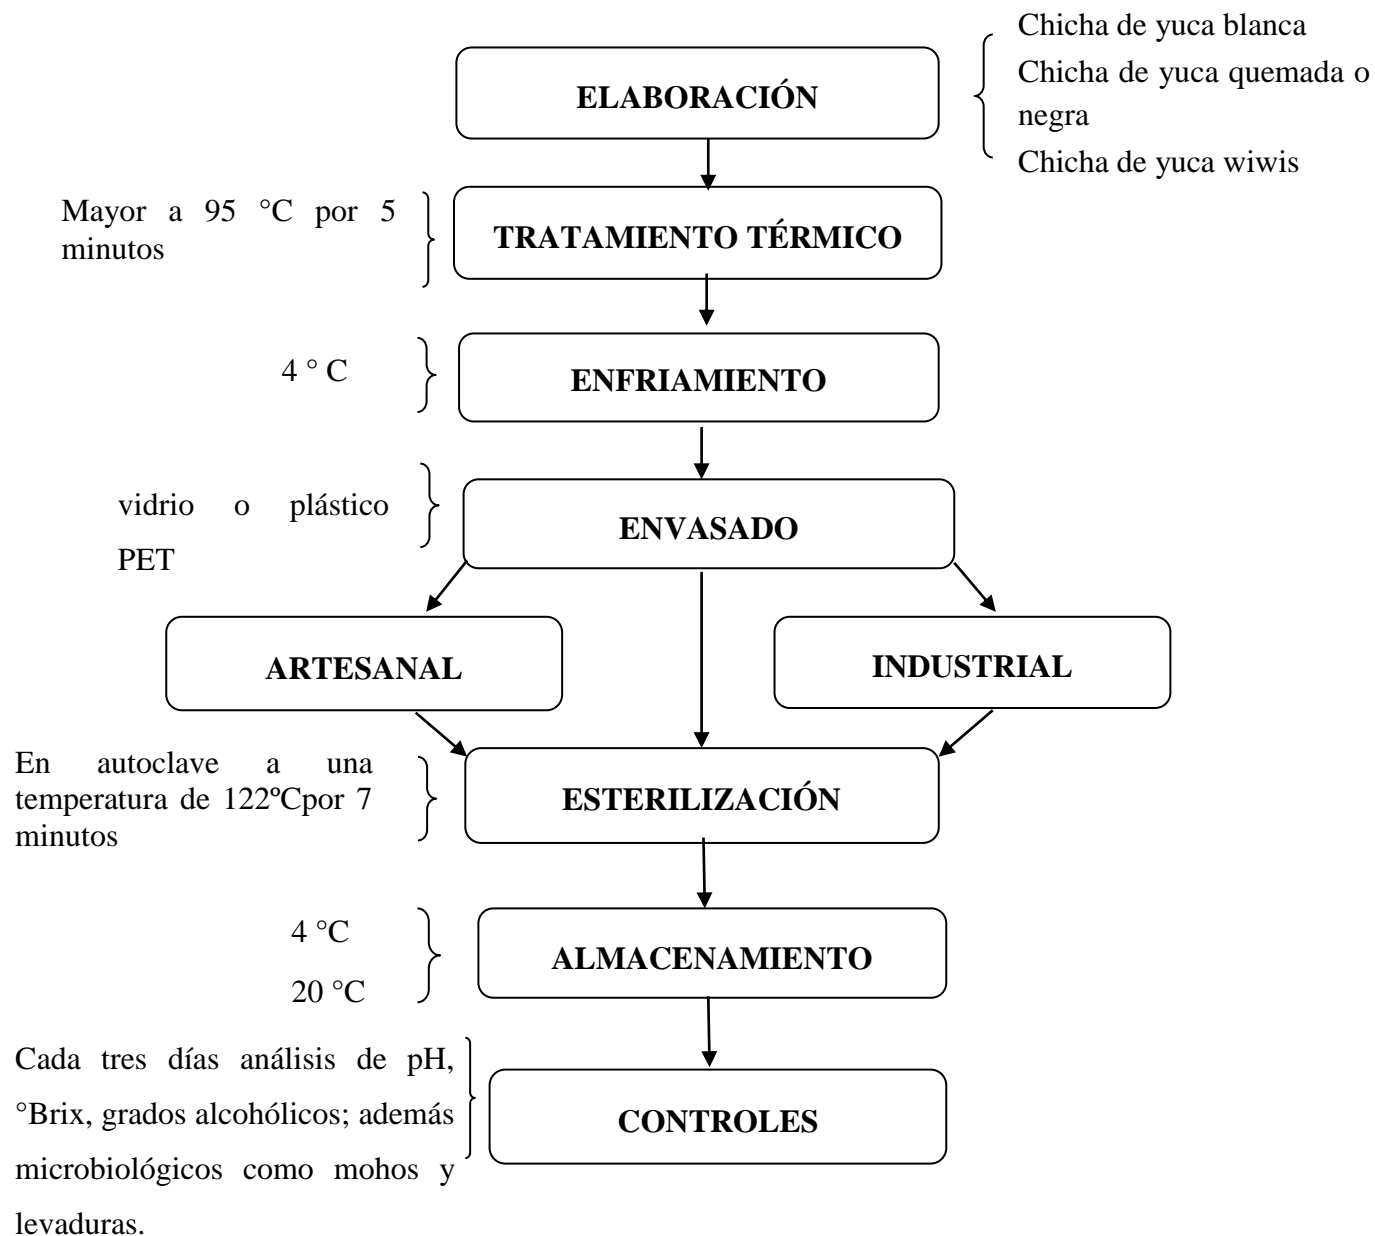 Chicha de yuca blanca
Chicha de yuca quemada o
negra
Chicha de yuca wiwis
ELABORACIÓN
Mayor a 95 °C por 5
minutos
TRATAMIENTO TÉRMICO
4 ° C
ENFRIAMIENTO
vidrio o plástico
PET
ENVASADO
ARTESANAL
INDUSTRIAL
En autoclave a una
temperatura de 122ºCpor 7
minutos
ESTERILIZACIÓN
4 °C
20 °C
ALMACENAMIENTO
Cada tres días análisis de pH,
°Brix, grados alcohólicos; además
microbiológicos como mohos y
levaduras.
CONTROLES